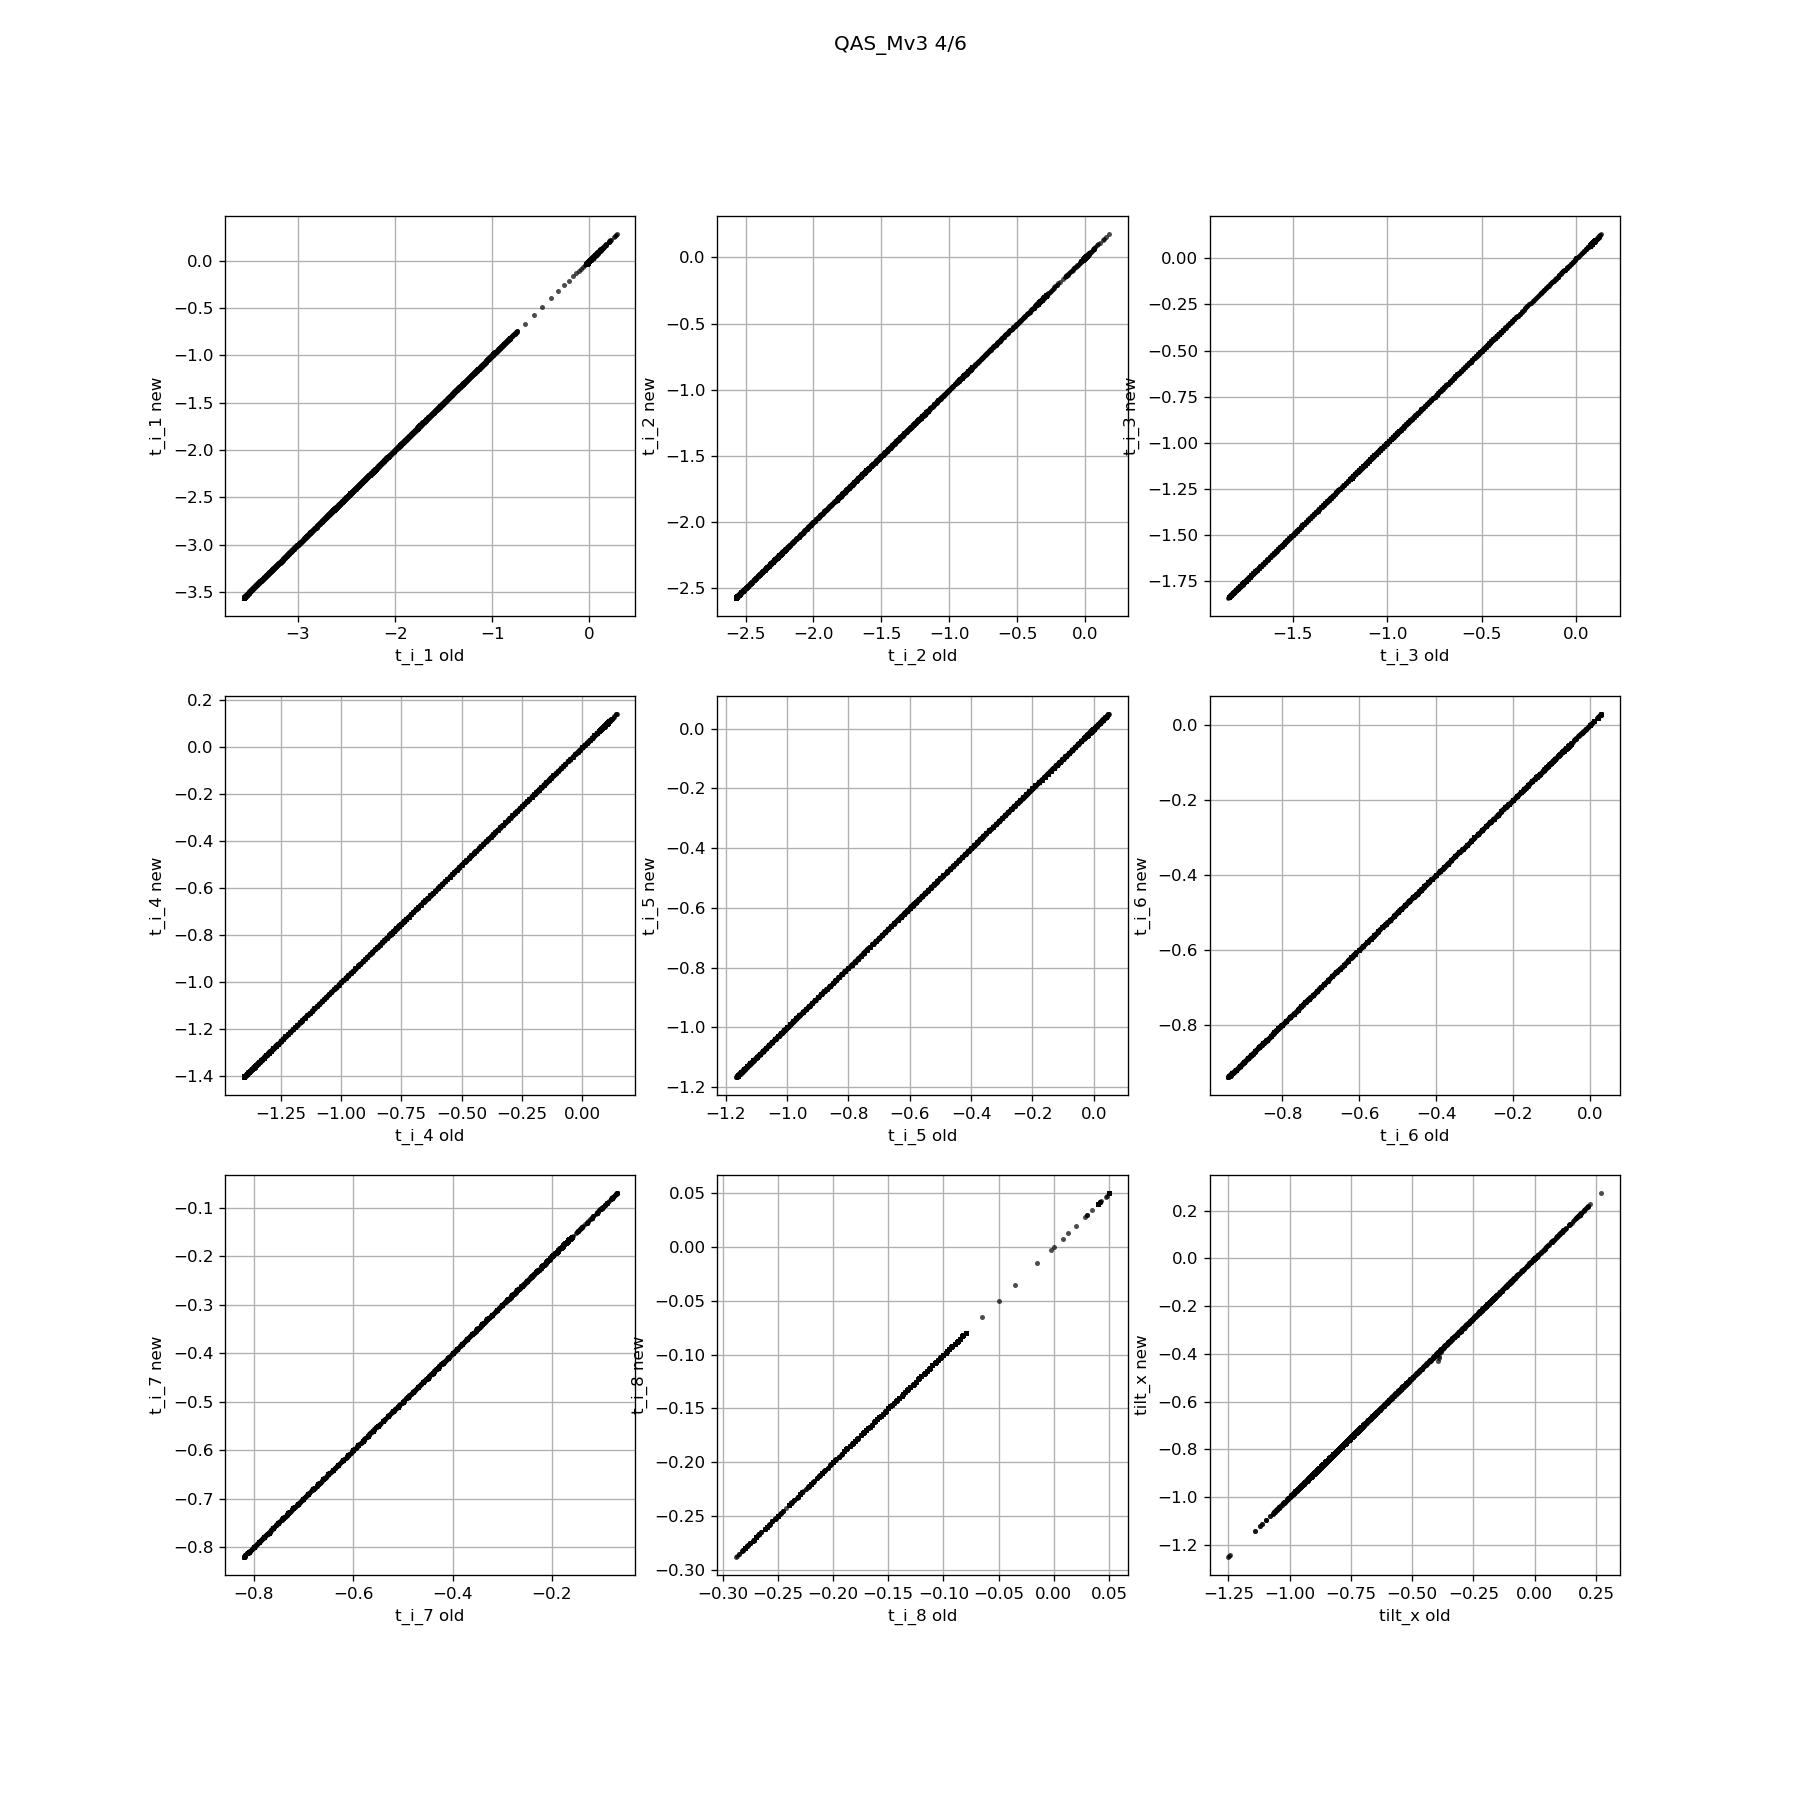 QAS_Mv3 4/6
t_i_1 new
0.0
−0.5
−1.0
−1.5
−2.0
−2.5
−3.0
−3.5
−3 −2 −1 0
t_i_1 old
t_i_2 new
0.0
−0.5
−1.0
−1.5
−2.0
−2.5
−2.5 −2.0 −1.5 −1.0 −0.5 0.0
t_i_2 old
t_i_3 new
0.00
−0.25
−0.50
−0.75
−1.00
−1.25
−1.50
−1.75
−1.5 −1.0 −0.5 0.0
t_i_3 old
t_i_4 new
0.2
0.0
−0.2
−0.4
−0.6
−0.8
−1.0
−1.2
−1.4
−1.25 −1.00 −0.75 −0.50 −0.25 0.00
t_i_4 old
t_i_5 new
0.0
−0.2
−0.4
−0.6
−0.8
−1.0
−1.2
−1.2 −1.0 −0.8 −0.6 −0.4 −0.2 0.0
t_i_5 old
t_i_6 new
0.0
−0.2
−0.4
−0.6
−0.8
−0.8 −0.6 −0.4 −0.2 0.0
t_i_6 old
t_i_7 new
−0.1
−0.2
−0.3
−0.4
−0.5
−0.6
−0.7
−0.8
−0.8 −0.6 −0.4 −0.2
t_i_7 old
t_i_8 new
0.05
0.00
−0.05
−0.10
−0.15
−0.20
−0.25
−0.30
−0.30 −0.25 −0.20 −0.15 −0.10 −0.05 0.00 0.05
t_i_8 old
tilt_x new
0.2
0.0
−0.2
−0.4
−0.6
−0.8
−1.0
−1.2
−1.25 −1.00 −0.75 −0.50 −0.25 0.00 0.25
tilt_x old